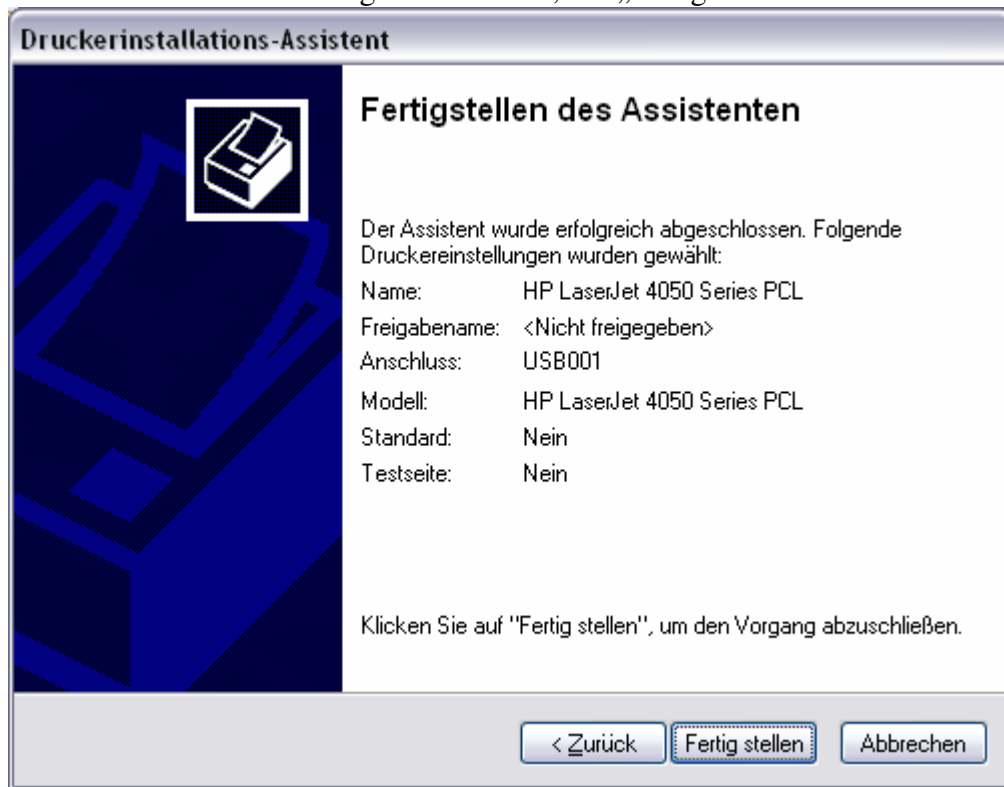 Druckerinstallations-Assistent
Fertigstellen des Assistenten
Der Assistent wurde erfolgreich abgeschlossen. Folgende
Druckereinstellungen wurden gewählt:
Name: HP LaserJet 4050 Series PCL
Freigabename: <Nicht freigegeben>
Anschluss: USB001
Modell: HP LaserJet 4050 Series PCL
Standard: Nein
Testseite: Nein
Klicken Sie auf "Fertig stellen", um den Vorgang abzuschließen.
< Zurück Fertig stellen Abbrechen